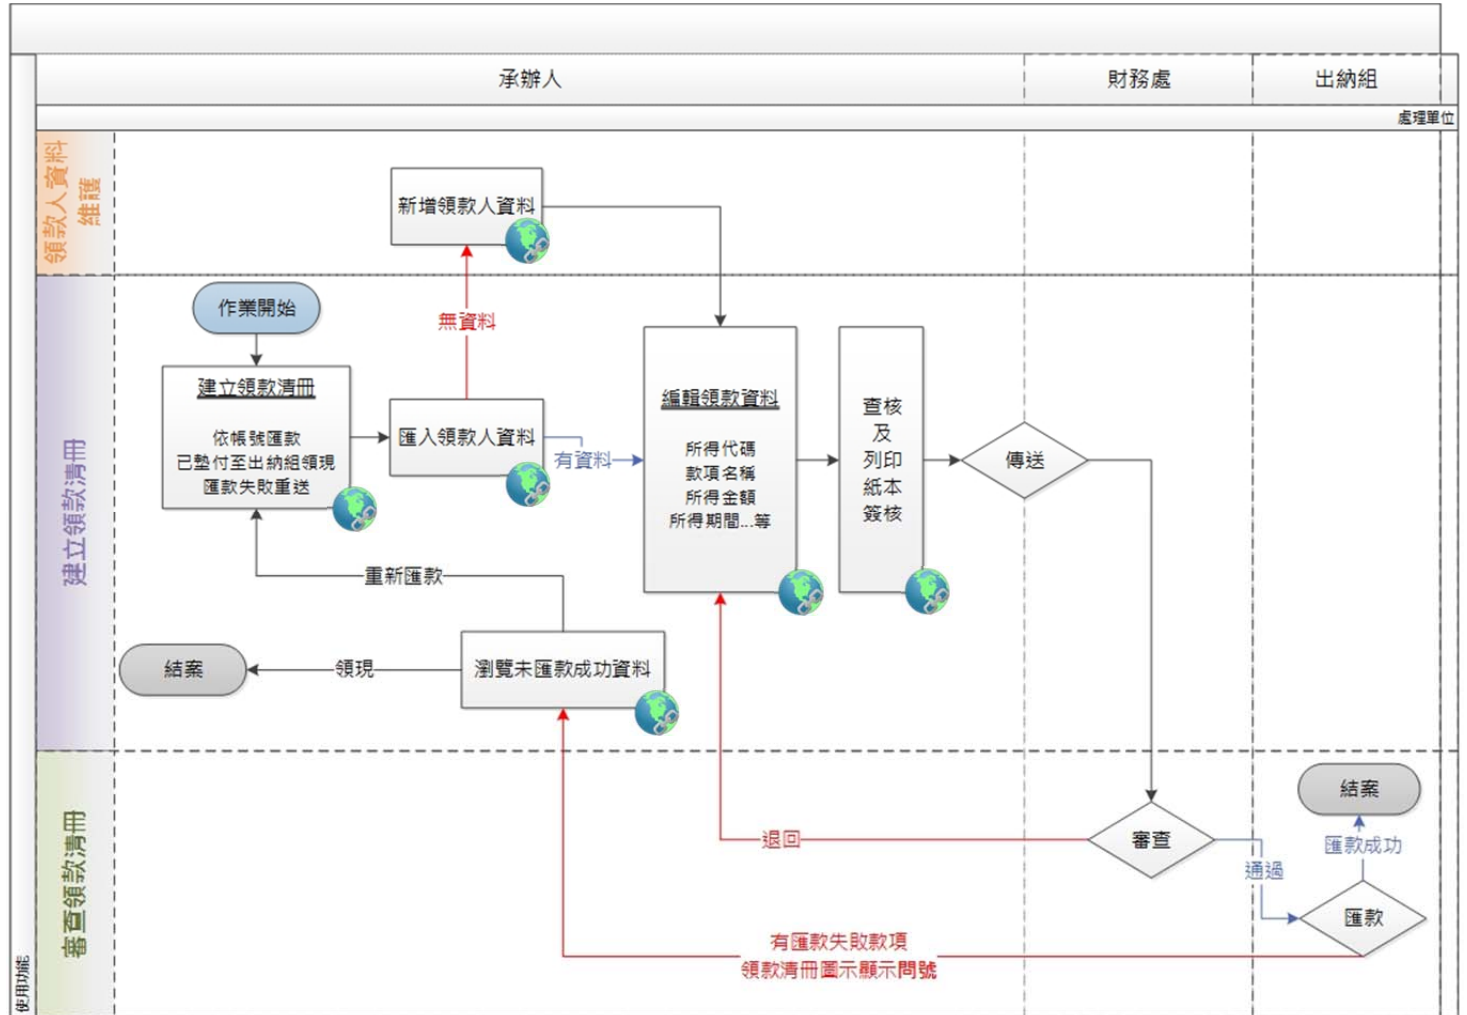 承辦人
財務處
出納組
處理單位
領款人資料
維護
新增領款人資料
無資料
作業開始
建立領款清冊
依帳號匯款
已墊付至出納組領現
匯款失敗重送
匯入領款人資料
有資料
編輯領款資料
所得代碼
款項名稱
所得金額
所得期間...等
查核
及
列印
紙本
簽核
傳送
建立領款清冊
重新匯款
瀏覽未匯款成功資料
領現
結案
審查領款清冊
審查
退回
通過
結案
匯款成功
匯款
有匯款失敗款項
領款清冊圖示顯示問號
使用功能